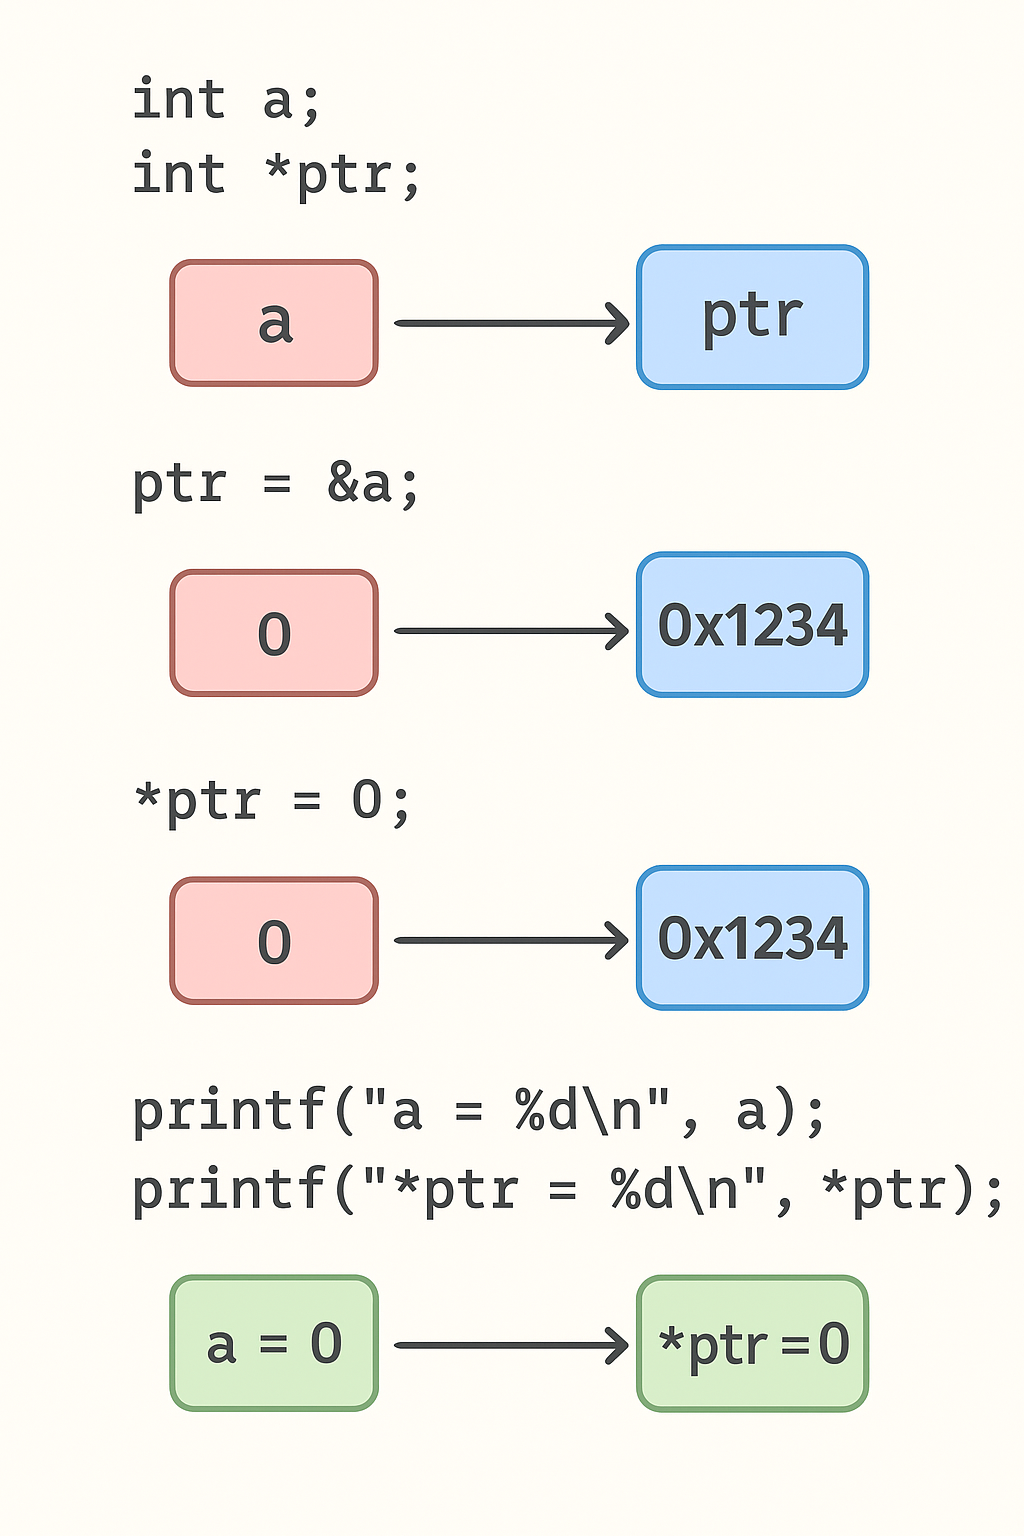 int a;
int *ptr;
a
ptr
ptr = &a;
0
0x1234
*ptr = 0;
0
0x1234
printf("a = %d\n", a);
printf("*ptr = %d\n", *ptr);
a = 0
*ptr = 0